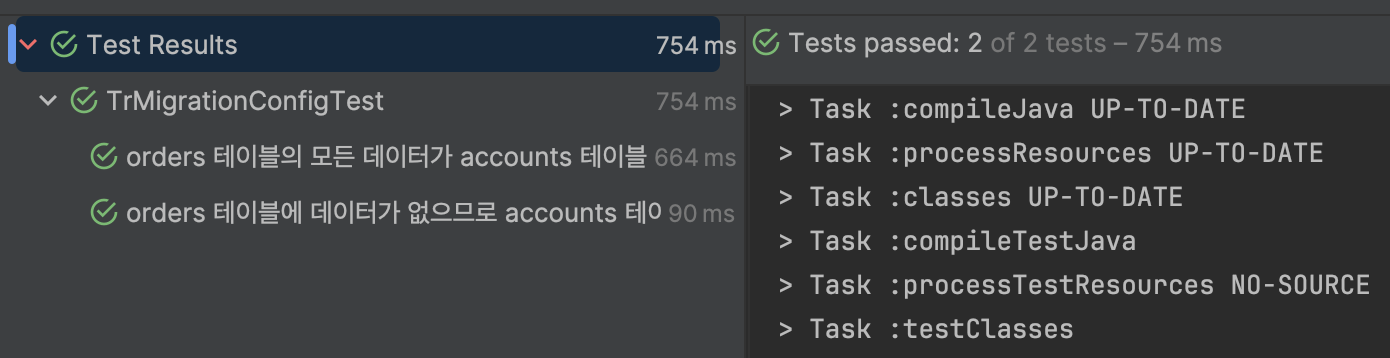 Test Results 754 ms
TrMigrationConfigTest 754 ms
orders 테이블의 모든 데이터가 accounts 테이블 664 ms
orders 테이블에 데이터가 없으므로 accounts 90 ms
Tests passed: 2 of 2 tests – 754 ms
> Task :compileJava UP-TO-DATE
> Task :processResources UP-TO-DATE
> Task :classes UP-TO-DATE
> Task :compileTestJava
> Task :processTestResources NO-SOURCE
> Task :testClasses